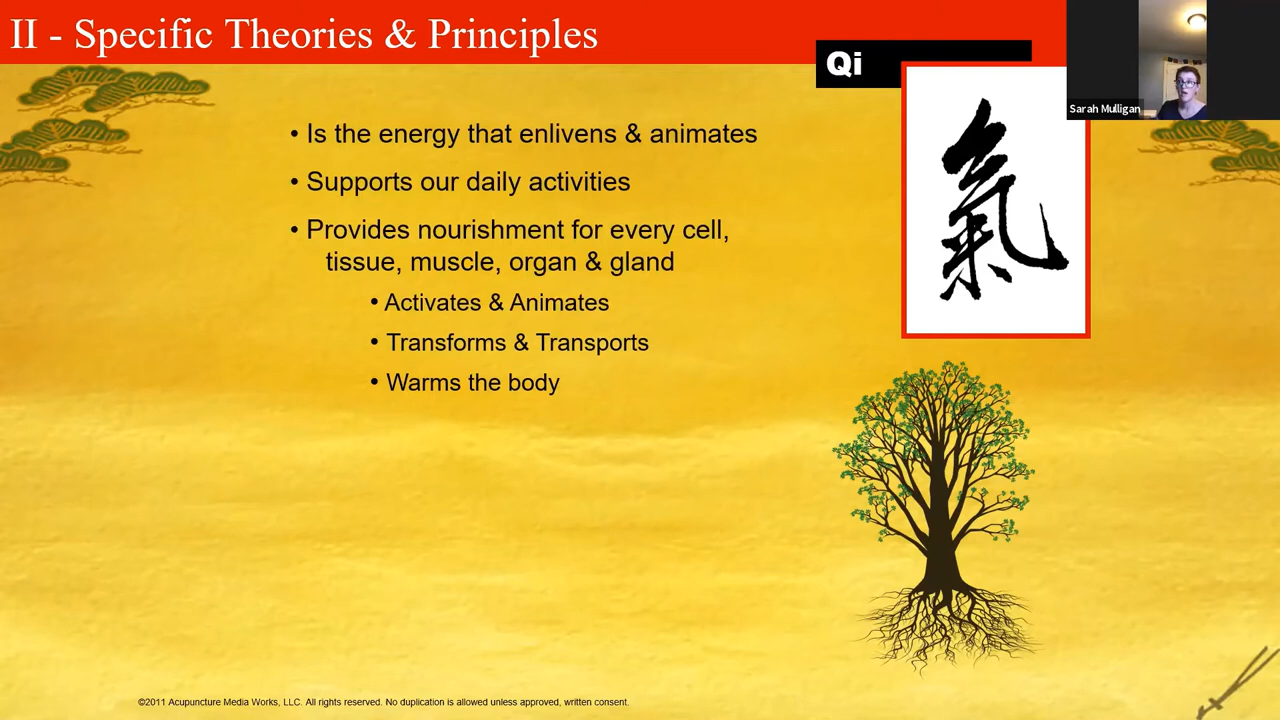 II - Specific Theories & Principles
Qi
Sarah Mulligan
• Is the energy that enlivens & animates
• Supports our daily activities
• Provides nourishment for every cell,
tissue, muscle, organ & gland
• Activates & Animates
• Transforms & Transports
• Warms the body
氣
©2011 Acupuncture Media Works, LLC. All rights reserved. No duplication is allowed unless approved, written consent.